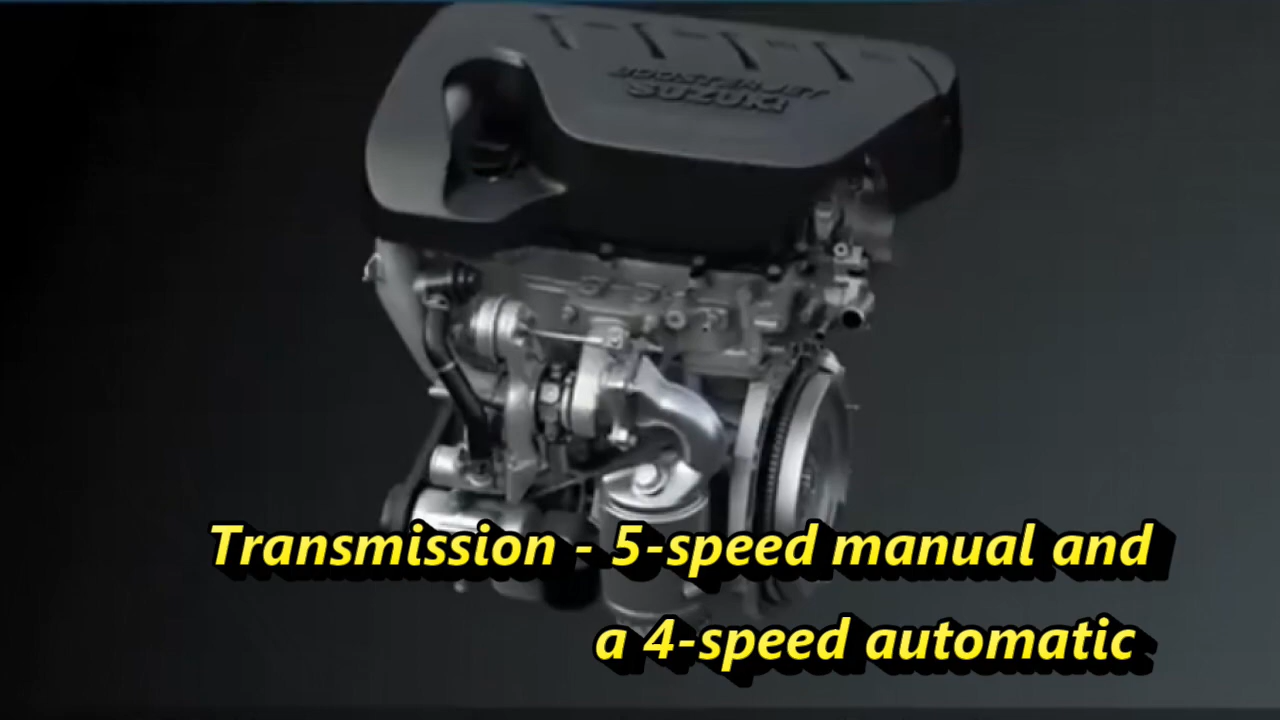 BOOSTERJET
SUZUKI
Transmission - 5-speed manual and
a 4-speed automatic